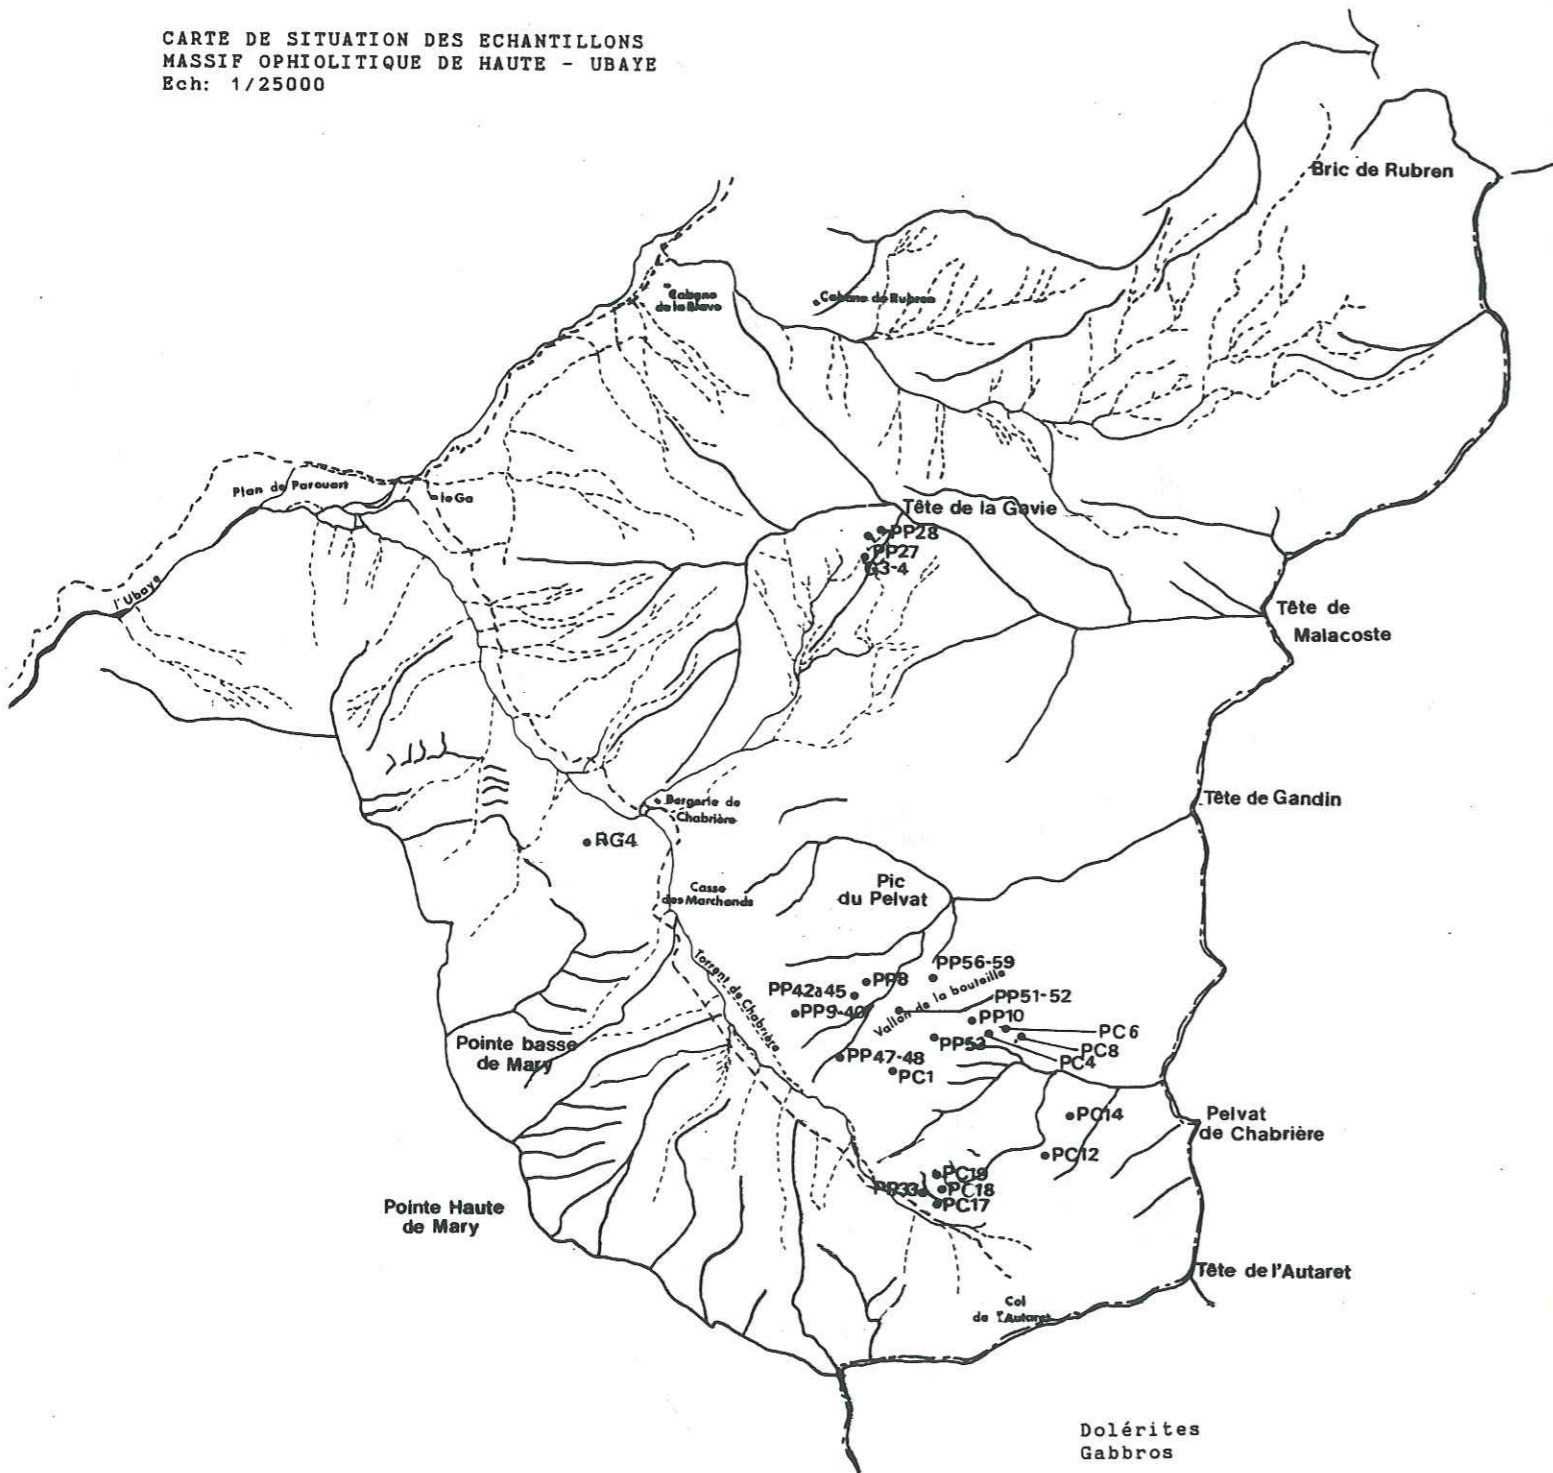 CARTE DE SITUATION DES ECHANTILLONS
MASSIF OPHIOLITIQUE DE HAUTE - UBAYE
Ech: 1/25000
Bric de Rubren
Cabane
de la Blave
Cabane de Rubren
Plan de Parouart
le Ga
Tête de la Gavie
PP28
PP27
G3-4
l'Ubaye
Tête de
Malacoste
Tête de Gandin
Bergerie de
Chabrière
RG4
Pic
du Pelvat
Casse
des Marchands
Torrent de Chabrière
PP56-59
PP8
PP42à45
Vallon de la bouteille
PP51-52
PP9-40
PP10
PC6
PP53
PC8
PC4
Pointe basse
de Mary
PP47-48
PC1
PC14
Pelvat
de Chabrière
PC12
PC19
PP33
PC18
PC17
Pointe Haute
de Mary
Tête de l'Autaret
Col
de l'Autaret
Dolérites
Gabbros